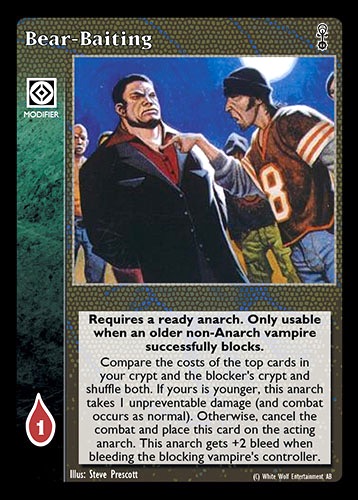 Bear-Baiting
MODIFIER
8
Requires a ready anarch. Only usable
when an older non-Anarch vampire
successfully blocks.
Compare the costs of the top cards in
your crypt and the blocker's crypt and
shuffle both. If yours is younger, this anarch
takes 1 unpreventable damage (and combat
occurs as normal). Otherwise, cancel the
combat and place this card on the acting
anarch. This anarch gets +2 bleed when
bleeding the blocking vampire's controller.
1
Illus: Steve Prescott
(C) White Wolf Entertainment AB